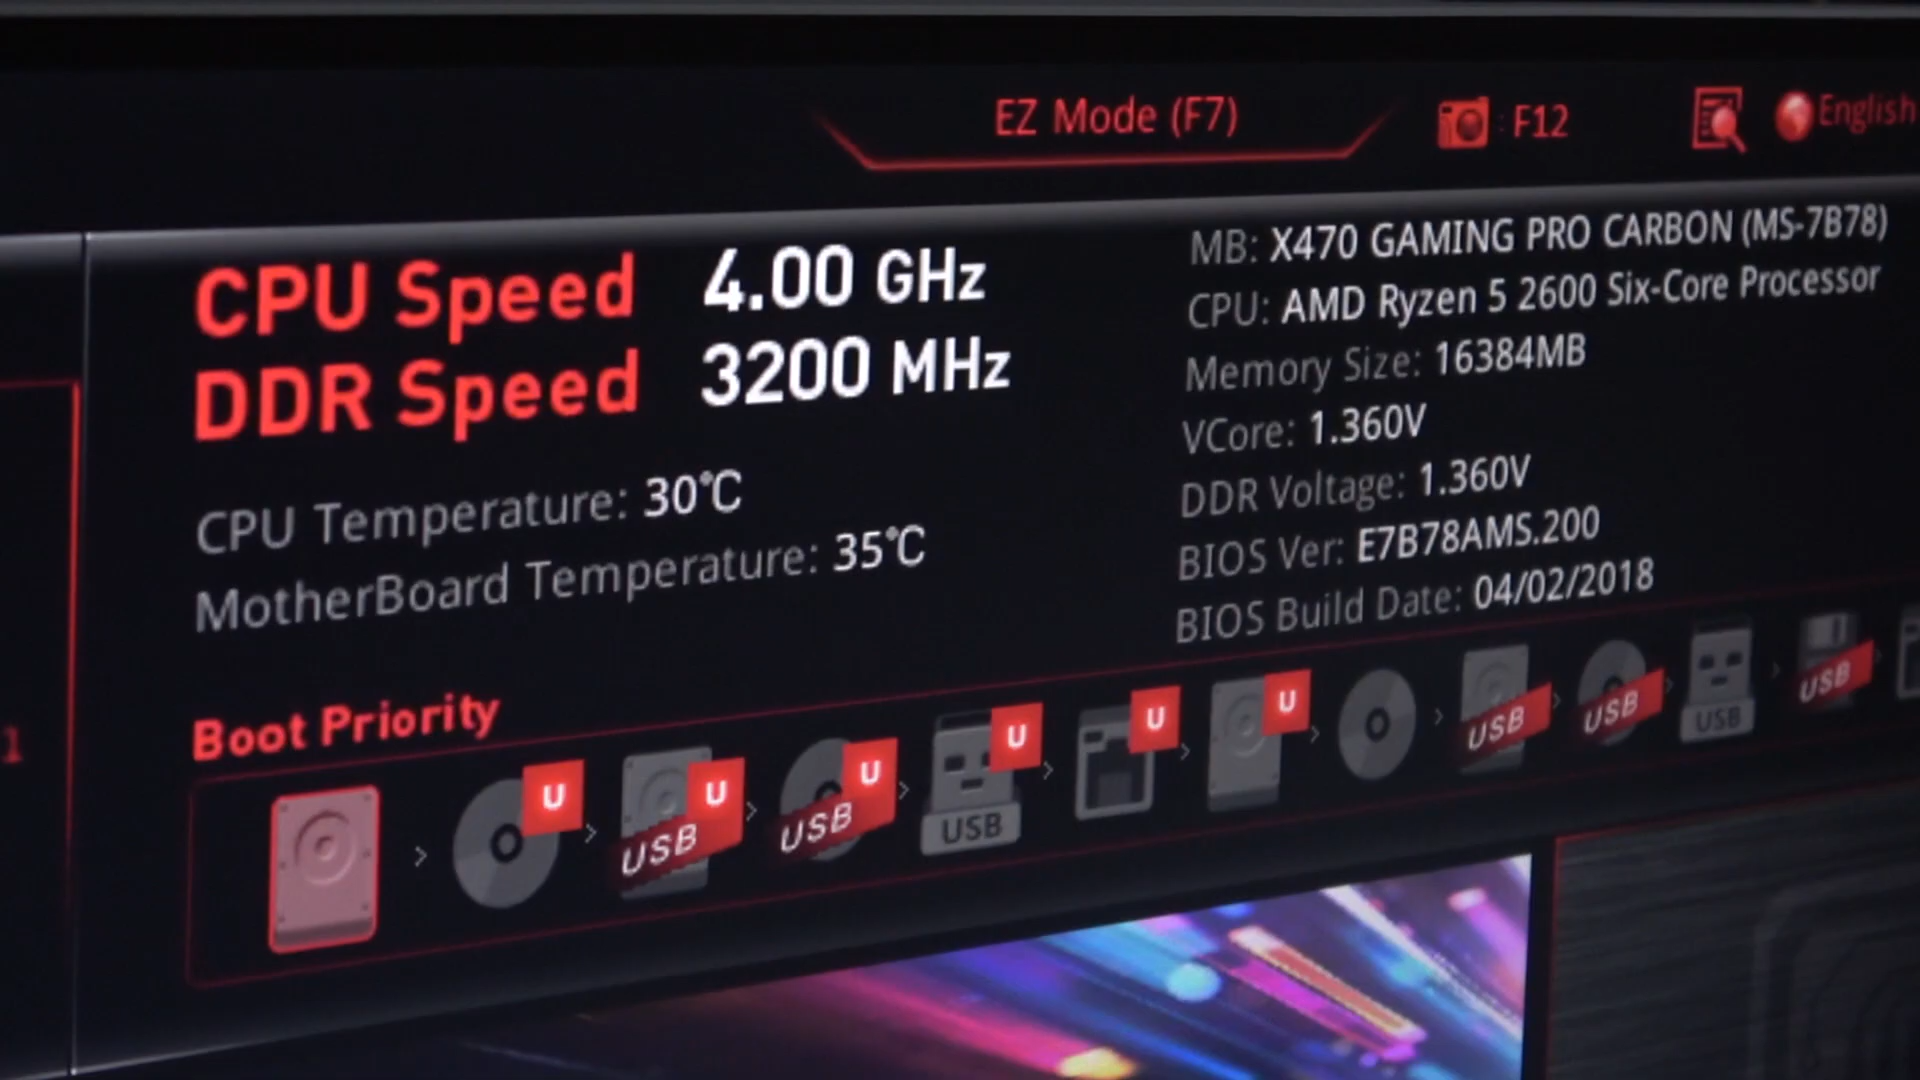 EZ Mode (F7)
: F12
English
CPU Speed 4.00 GHz
DDR Speed 3200 MHz
CPU Temperature: 30°C
MotherBoard Temperature: 35°C
MB: X470 GAMING PRO CARBON (MS-7B78)
CPU: AMD Ryzen 5 2600 Six-Core Processor
Memory Size: 16384MB
VCore: 1.360V
DDR Voltage: 1.360V
BIOS Ver: E7B78AMS.200
BIOS Build Date: 04/02/2018
1
Boot Priority
U
U
USB
U
USB
U
USB
U
U
USB
USB
USB
USB